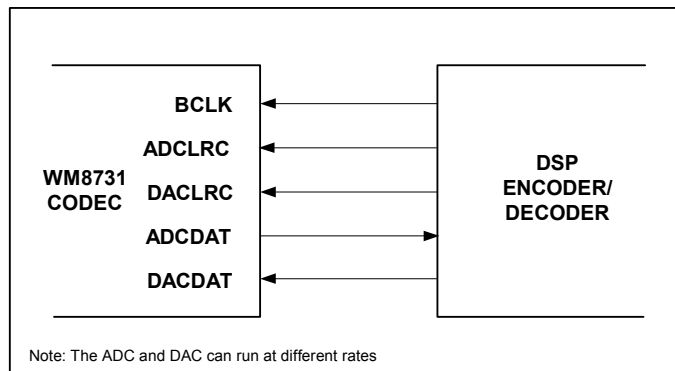 BCLK
ADCLRC
WM8731
CODEC
DACLRC
ADCDAT
DACDAT
DSP
ENCODER/
DECODER
Note: The ADC and DAC can run at different rates